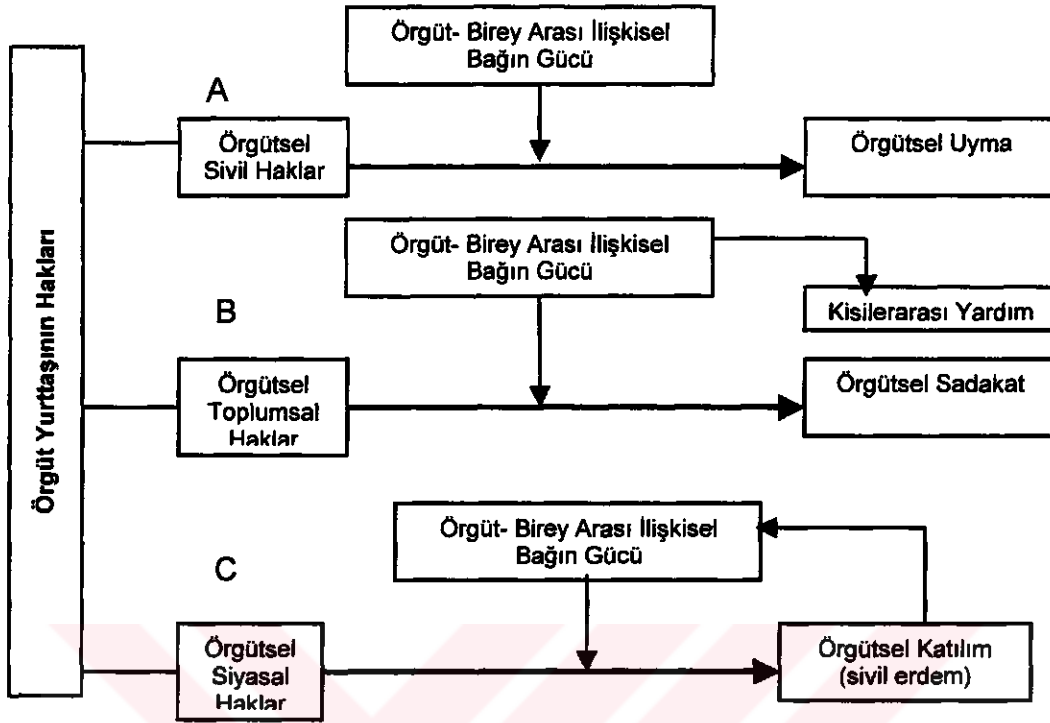 Örgüt Yurttaşının Hakları
Örgüt- Birey Arası İlişkisel
Bağın Gücü
A
Örgütsel
Sivil Haklar
Örgütsel Uyma
Örgüt- Birey Arası İlişkisel
Bağın Gücü
Kisilerarası Yardım
B
Örgütsel
Toplumsal
Haklar
Örgütsel Sadakat
Örgüt- Birey Arası İlişkisel
Bağın Gücü
C
Örgütsel
Siyasal
Haklar
Örgütsel Katılım
(sivil erdem)